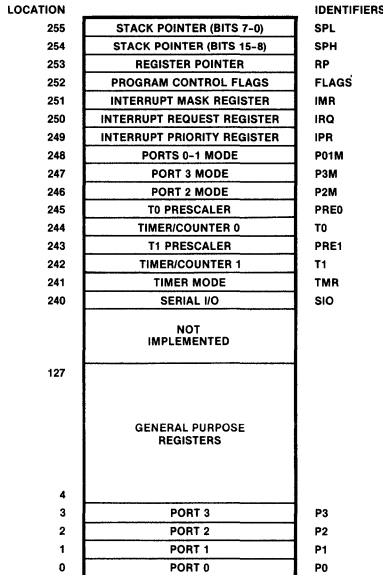 LOCATION IDENTIFIERS
255 STACK POINTER (BITS 7-0) SPL
254 STACK POINTER (BITS 15-8) SPH
253 REGISTER POINTER RP
252 PROGRAM CONTROL FLAGS FLAGS
251 INTERRUPT MASK REGISTER IMR
250 INTERRUPT REQUEST REGISTER IRQ
249 INTERRUPT PRIORITY REGISTER IPR
248 PORTS 0-1 MODE P01M
247 PORT 3 MODE P3M
246 PORT 2 MODE P2M
245 T0 PRESCALER PRE0
244 TIMER/COUNTER 0 T0
243 T1 PRESCALER PRE1
242 TIMER/COUNTER 1 T1
241 TIMER MODE TMR
240 SERIAL I/O SIO
NOT
IMPLEMENTED
127
GENERAL PURPOSE
REGISTERS
4
3 PORT 3 P3
2 PORT 2 P2
1 PORT 1 P1
0 PORT 0 P0